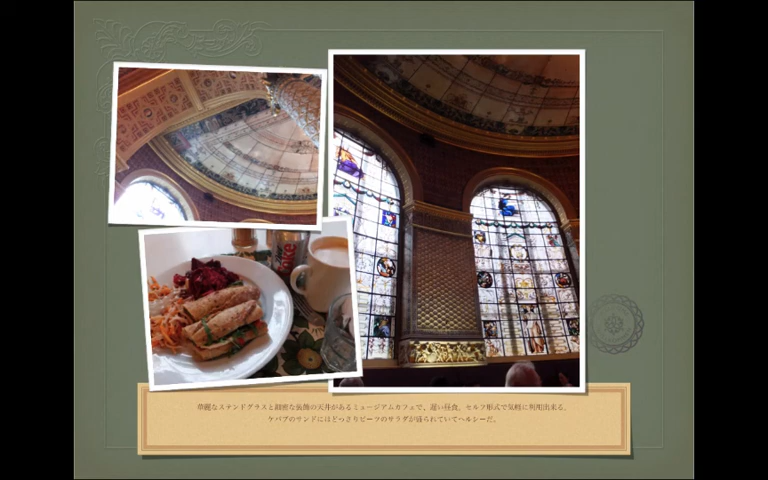 華麗なステンドグラスと細密な装飾の天井があるミュージアムカフェで、遅い昼食。セルフ形式で気軽に利用出来る。
ケバブのサンドにはどっさりビーツのサラダが盛られていてヘルシーだ。